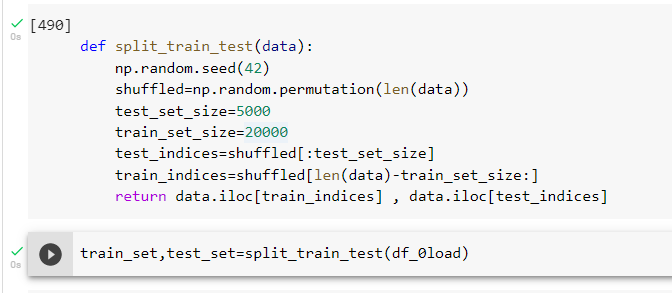 [490]
0s
def split_train_test(data):
np.random.seed(42)
shuffled=np.random.permutation(len(data))
test_set_size=5000
train_set_size=20000
test_indices=shuffled[:test_set_size]
train_indices=shuffled[len(data)-train_set_size:]
return data.iloc[train_indices] , data.iloc[test_indices]
0s
train_set,test_set=split_train_test(df_0load)